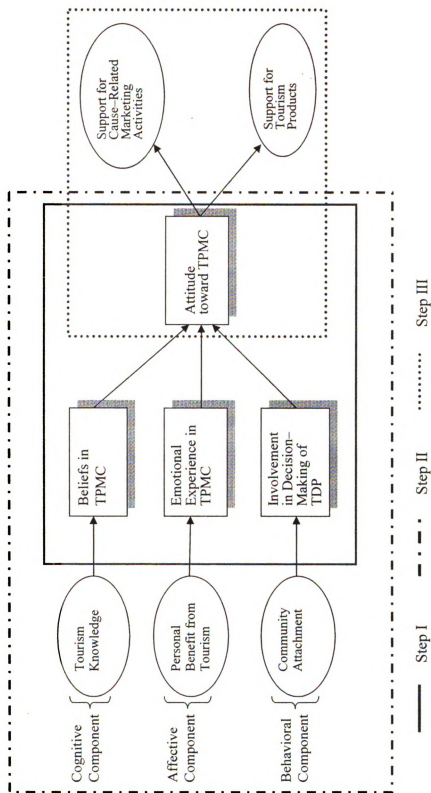 Cognitive
Component
Affective
Component
Behavioral
Component
Tourism
Knowledge
Personal
Benefit from
Tourism
Community
Attachment
Beliefs in
TPMC
Emotional
Experience in
TPMC
Involvement
in Decision–
Making of
TDP
Attitude
toward TPMC
Support for
Cause–Related
Marketing
Activities
Support for
Tourism
Products
Step I
Step II
Step III